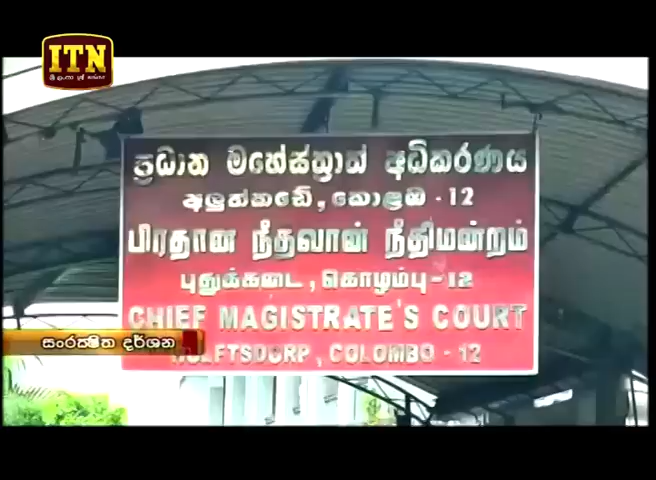 ITN
ශ්‍රී ලංකා අපේ සංඥා
ප්‍රධාන මහේස්ත්‍රාත් අධිකරණය
අලුත්කඩේ, කොළඹ - 12
பிரதான நீதவான் நீதிமன்றம்
புதுக்கடை, கொழும்பு - 12
CHIEF MAGISTRATE'S COURT
සංරක්ෂිත දර්ශන
HULFTSDORP, COLOMBO - 12